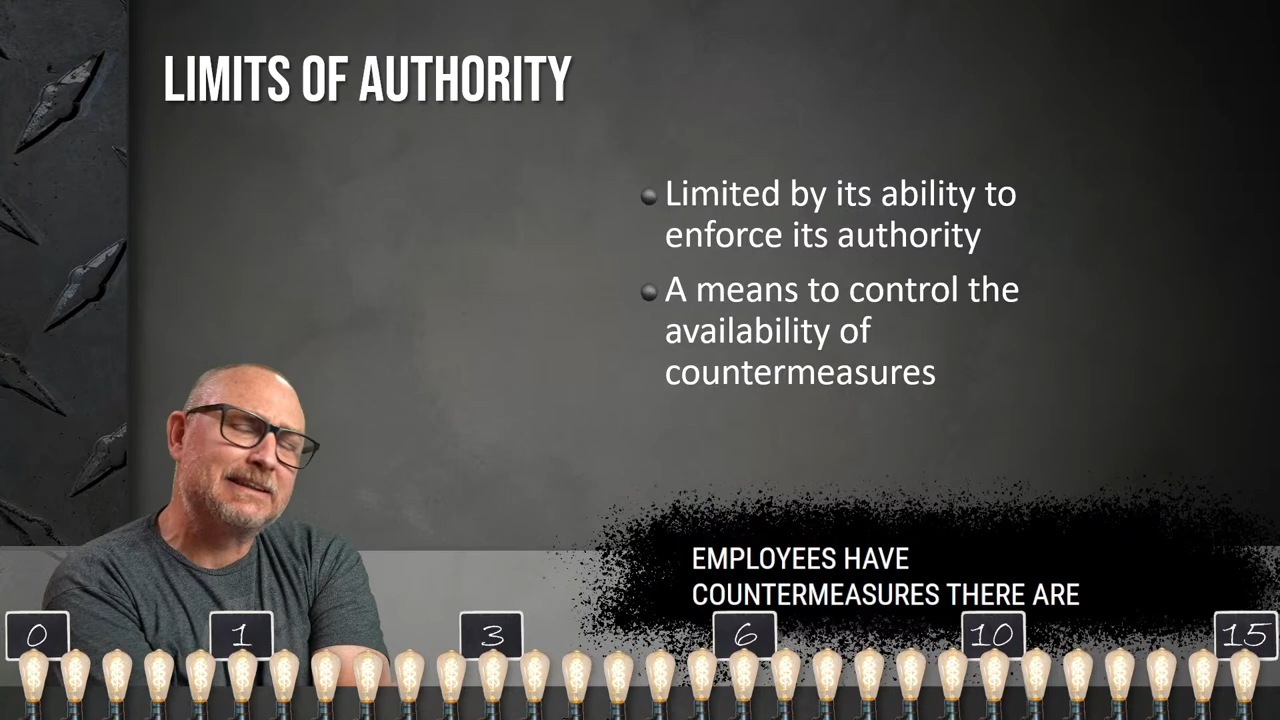 LIMITS OF AUTHORITY
Limited by its ability to
enforce its authority
A means to control the
availability of
countermeasures
EMPLOYEES HAVE
COUNTERMEASURES THERE ARE
0 1 3 6 10 15